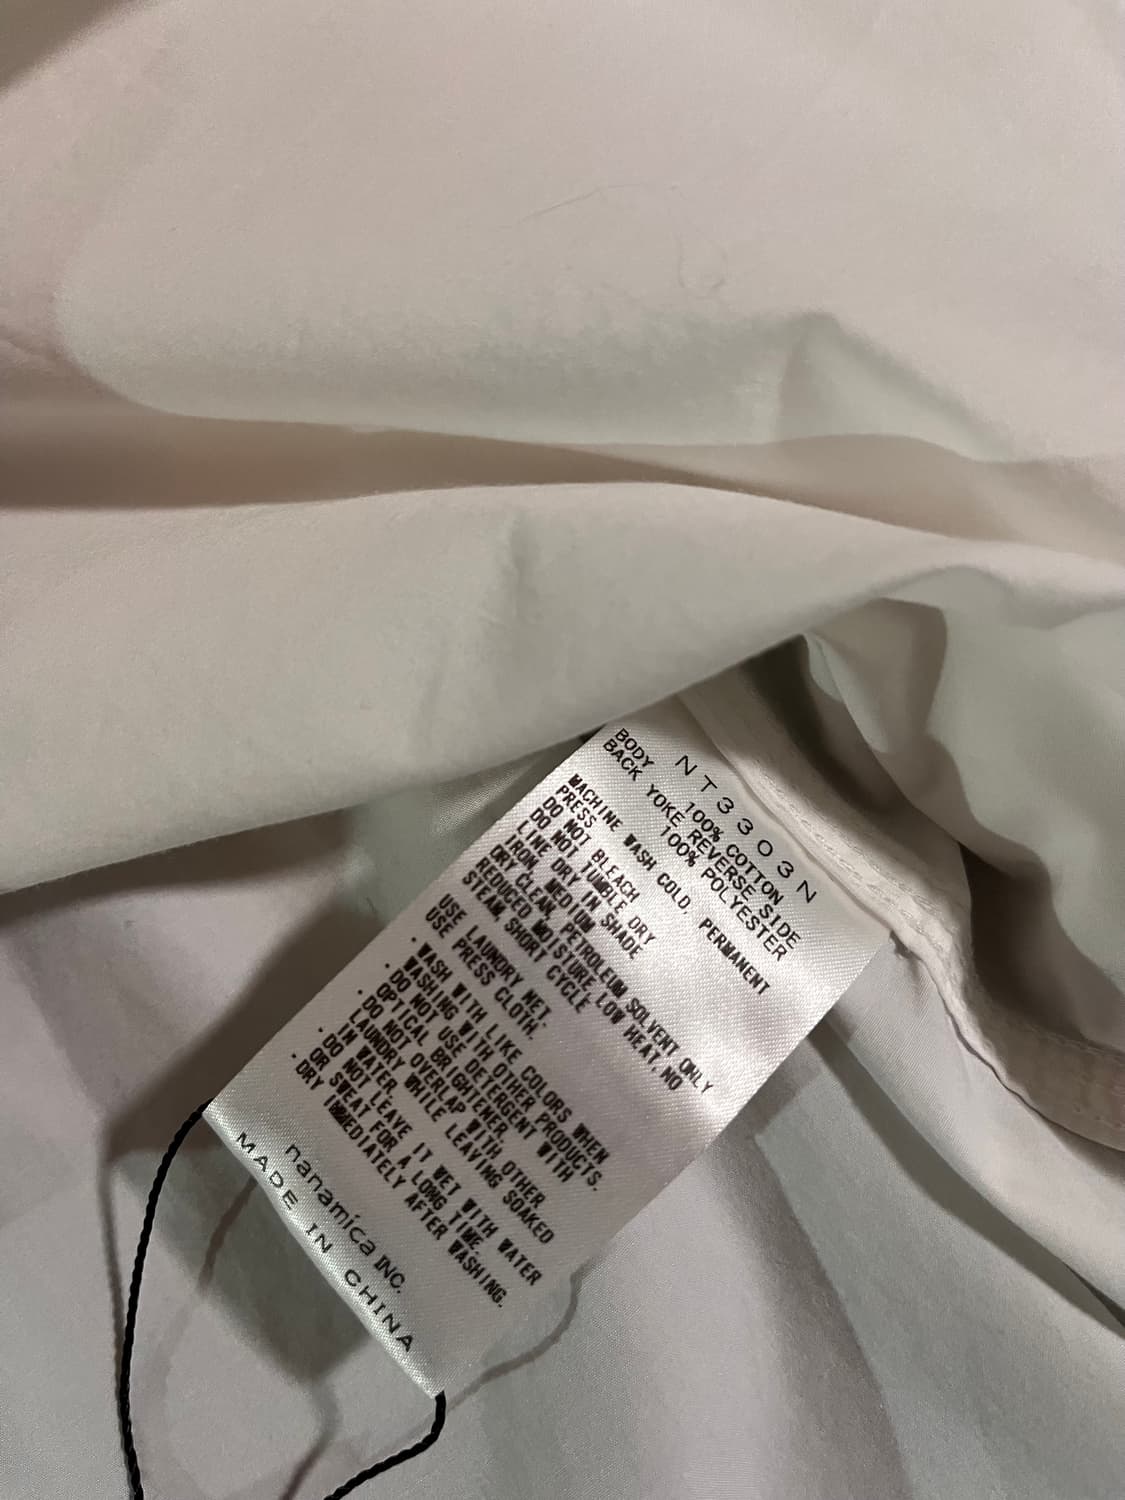 NT3303N
BODY 100% COTTON
BACK YOKE REVERSE SIDE
100% POLYESTER
MACHINE WASH COLD, PERMANENT
PRESS
DO NOT BLEACH
DO NOT TUMBLE DRY
LINE DRY IN SHADE
IRON MEDIUM
DRY CLEAN, PETROLEUM SOLVENT ONLY
REDUCED MOISTURE LOW HEAT, NO
STEAM, SHORT CYCLE
USE LAUNDRY NET.
USE PRESS CLOTH.
・WASH WITH LIKE COLORS WHEN
WASHING WITH OTHER PRODUCTS.
・DO NOT USE DETERGENT WITH
OPTICAL BRIGHTENER.
・DO NOT OVERLAP WITH OTHER
LAUNDRY WHILE LEAVING SOAKED
IN WATER.
・DO NOT LEAVE IT WET WITH WATER
OR SWEAT FOR A LONG TIME.
・DRY IMMEDIATELY AFTER WASHING.
nanamica INC.
MADE IN CHINA